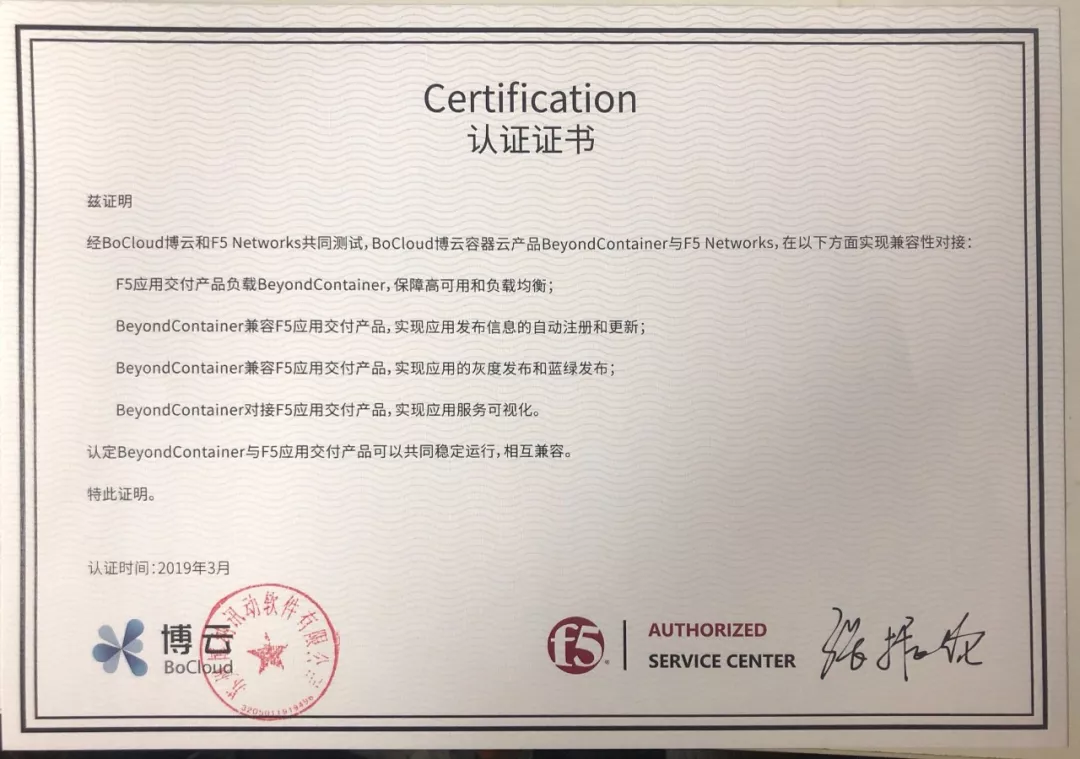 Certification
认证证书
兹证明
经BoCloud博云和F5 Networks共同测试,BoCloud博云容器云产品BeyondContainer与F5 Networks,在以下方面实现兼容性对接:
F5应用交付产品负载BeyondContainer,保障高可用和负载均衡;
BeyondContainer兼容F5应用交付产品,实现应用发布信息的自动注册和更新;
BeyondContainer兼容F5应用交付产品,实现应用的灰度发布和蓝绿发布;
BeyondContainer对接F5应用交付产品,实现应用服务可视化。
认定BeyondContainer与F5应用交付产品可以共同稳定运行,相互兼容。
特此证明。
认证时间:2019年3月
博云
BoCloud
讯动软件有限公
f5
AUTHORIZED
SERVICE CENTER